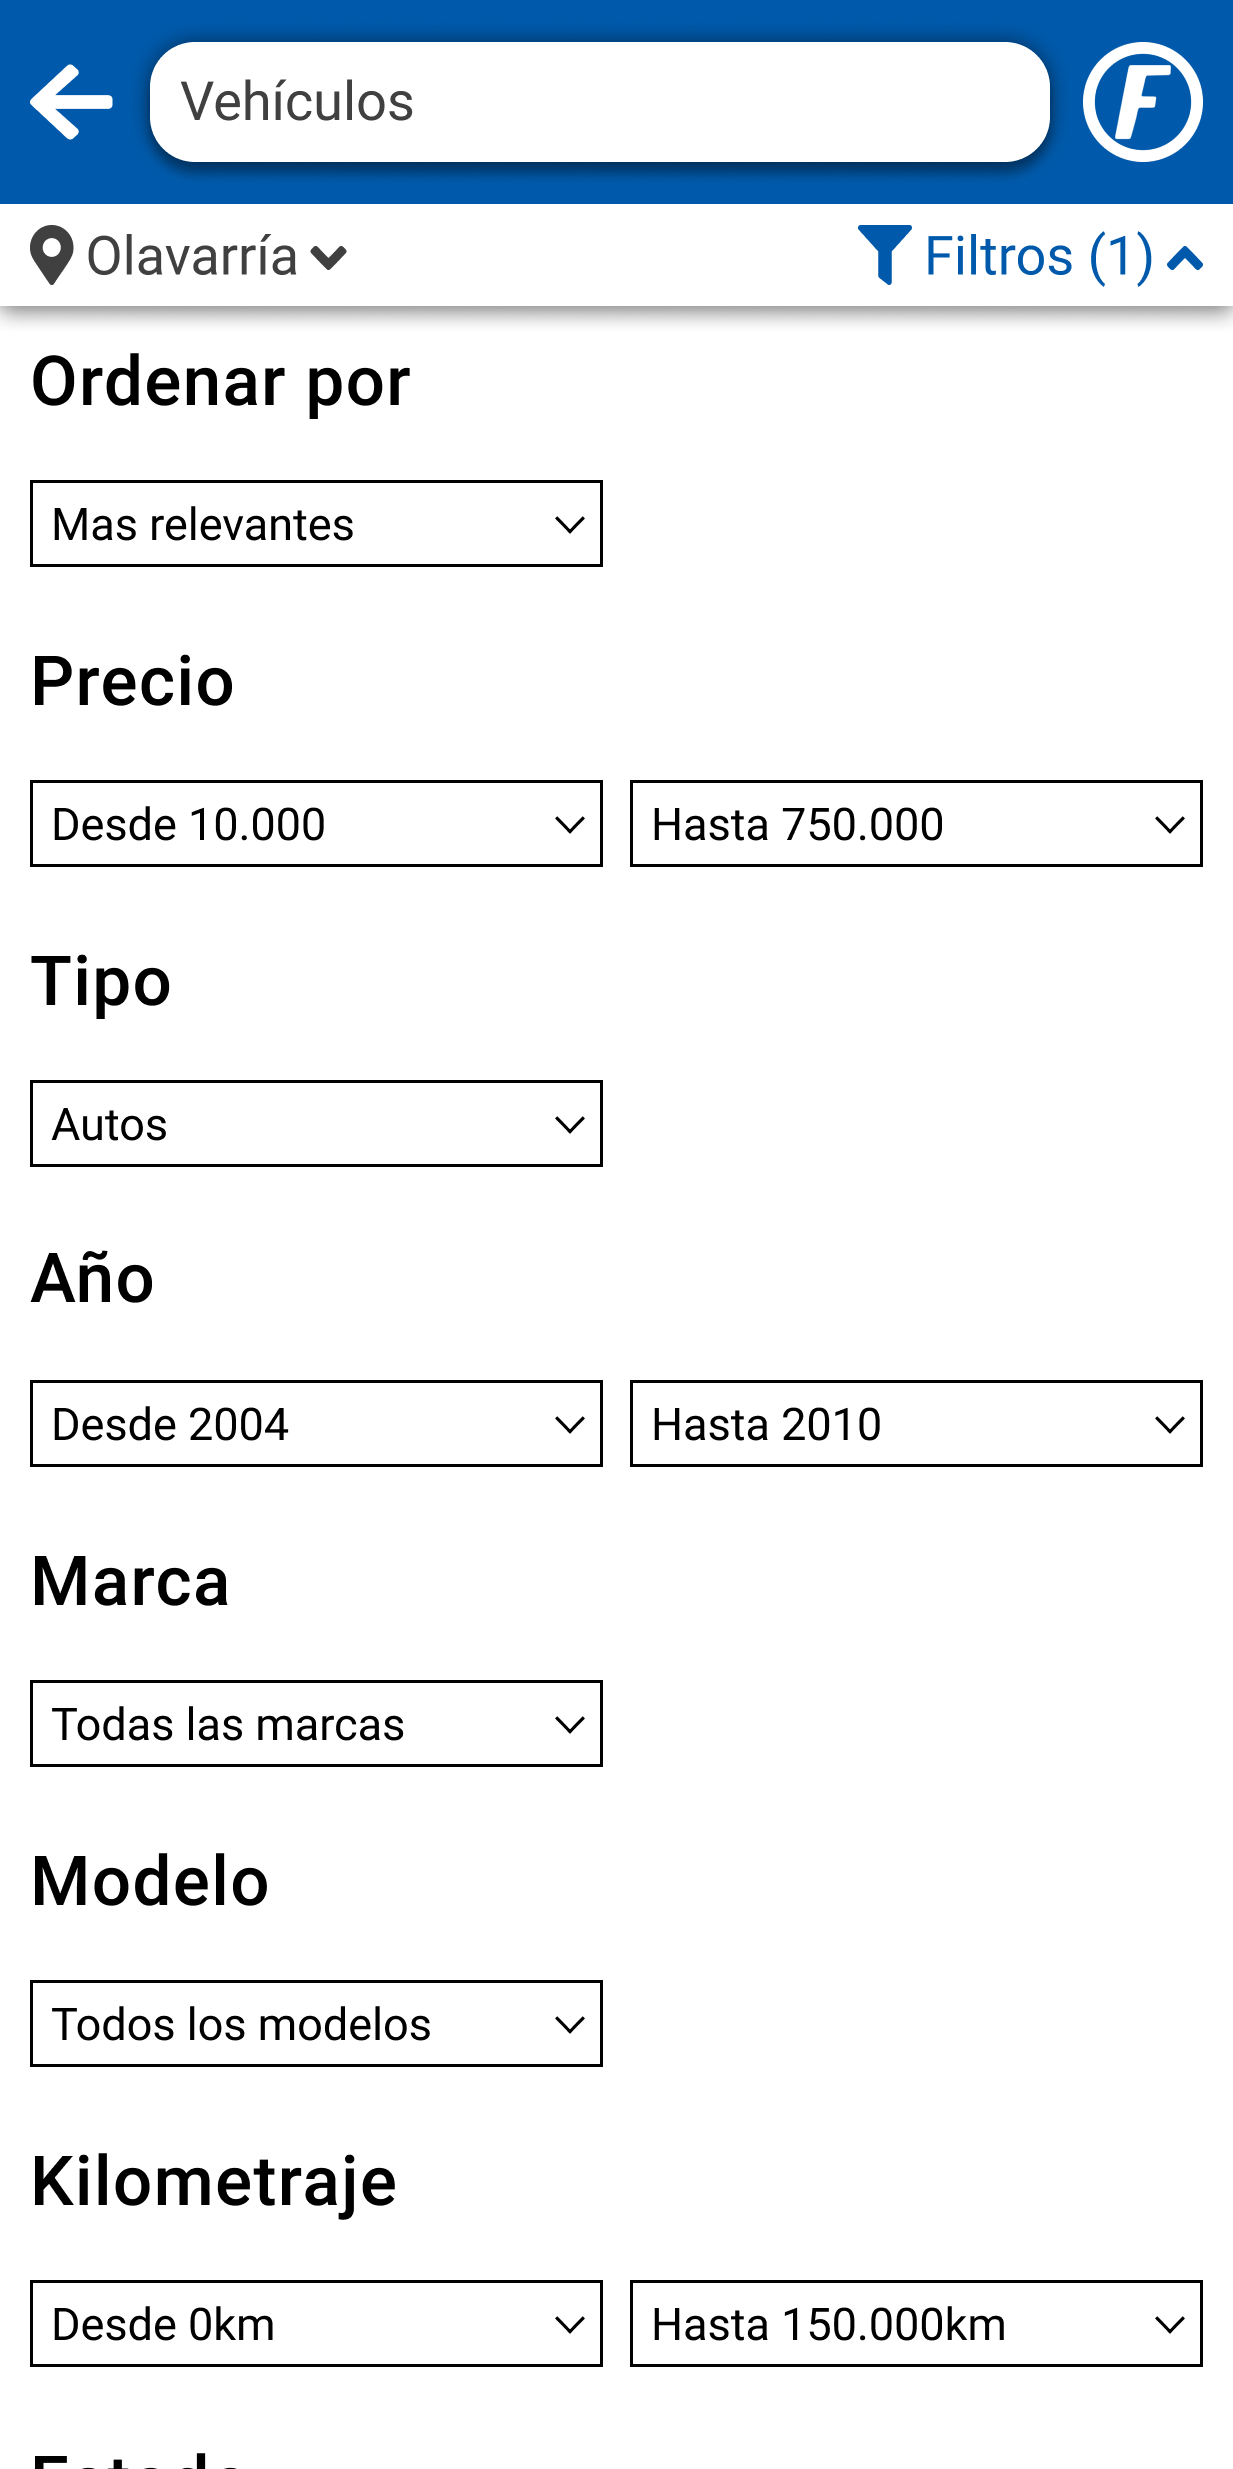 Vehículos
F
Olavarría
Filtros (1)
Ordenar por
Mas relevantes
Precio
Desde 10.000
Hasta 750.000
Tipo
Autos
Año
Desde 2004
Hasta 2010
Marca
Todas las marcas
Modelo
Todos los modelos
Kilometraje
Desde 0km
Hasta 150.000km